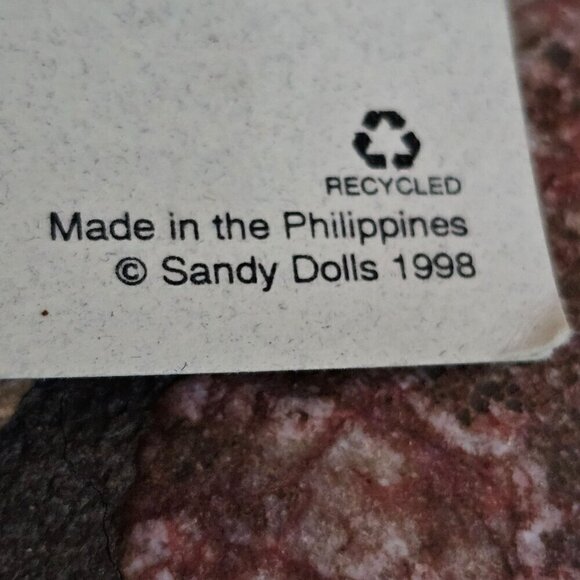 RECYCLED
Made in the Philippines
© Sandy Dolls 1998